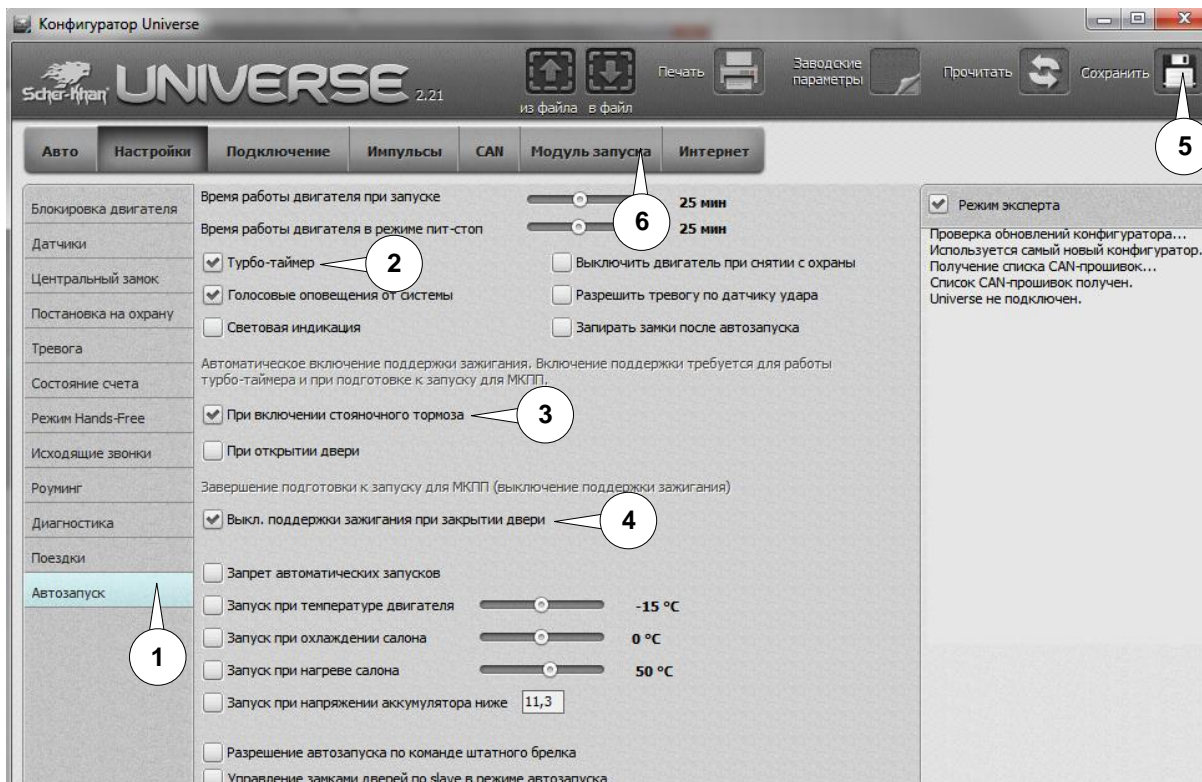 Конфигуратор Universe
Scher-Khan UNIVERSE 2.21
из файла в файл
Печать
Заводские параметры
Прочитать
Сохранить
5
Авто Настройки Подключение Импульсы CAN Модуль запуска Интернет
6
Блокировка двигателя
Датчики
Центральный замок
Постановка на охрану
Тревога
Состояние счета
Режим Hands-Free
Исходящие звонки
Роуминг
Диагностика
Поездки
Автозапуск
1
Время работы двигателя при запуске 25 мин
Время работы двигателя в режиме пит-стоп 25 мин
Турбо-таймер 2 Выключить двигатель при снятии с охраны
Голосовые оповещения от системы Разрешить тревогу по датчику удара
Световая индикация Запирать замки после автозапуска
Автоматическое включение поддержки зажигания. Включение поддержки требуется для работы
турбо-таймера и при подготовке к запуску для МКПП.
При включении стояночного тормоза 3
При открытии двери
Завершение подготовки к запуску для МКПП (выключение поддержки зажигания)
Выкл. поддержки зажигания при закрытии двери 4
Запрет автоматических запусков
Запуск при температуре двигателя -15 °C
Запуск при охлаждении салона 0 °C
Запуск при нагреве салона 50 °C
Запуск при напряжении аккумулятора ниже 11,3
Разрешение автозапуска по команде штатного брелка
Управление замками дверей по slave в режиме автозапуска
Режим эксперта
Проверка обновлений конфигуратора...
Используется самый новый конфигуратор.
Получение списка CAN-прошивок...
Список CAN-прошивок получен.
Universe не подключен.